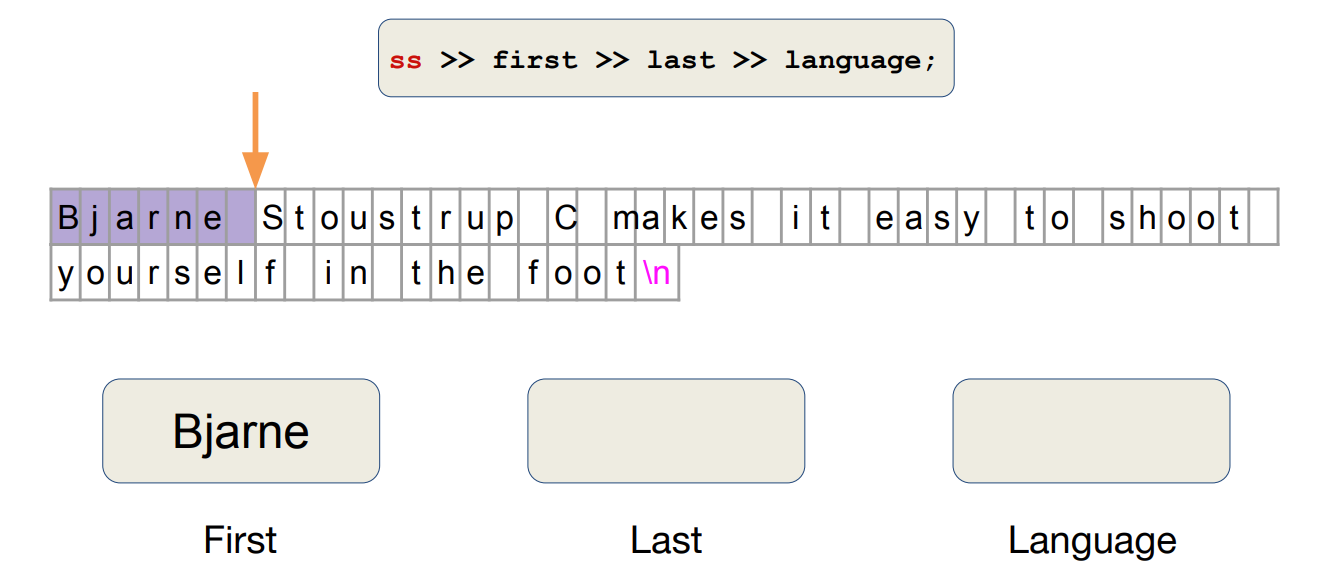 ss >> first >> last >> language;
Bjarne Stoustrup C makes it easy to shoot
yourself in the foot\n
Bjarne
First Last Language